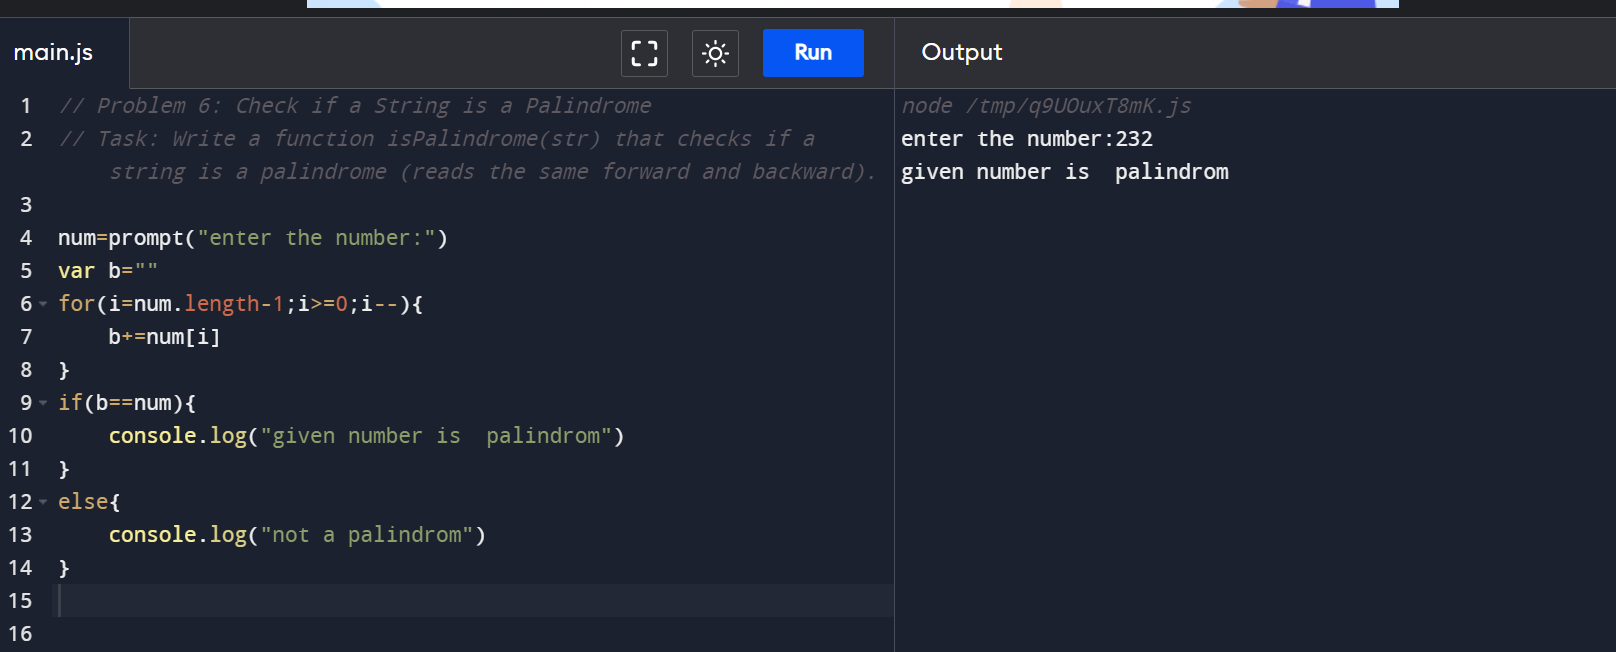 main.js
Run
Output
1 // Problem 6: Check if a String is a Palindrome
2 // Task: Write a function isPalindrome(str) that checks if a
string is a palindrome (reads the same forward and backward).
3
4 num=prompt("enter the number:")
5 var b=""
6 for(i=num.length-1;i>=0;i--){
7     b+=num[i]
8 }
9 if(b==num){
10     console.log("given number is  palindrom")
11 }
12 else{
13     console.log("not a palindrom")
14 }
15
16
node /tmp/q9UOuxT8mK.js
enter the number:232
given number is  palindrom